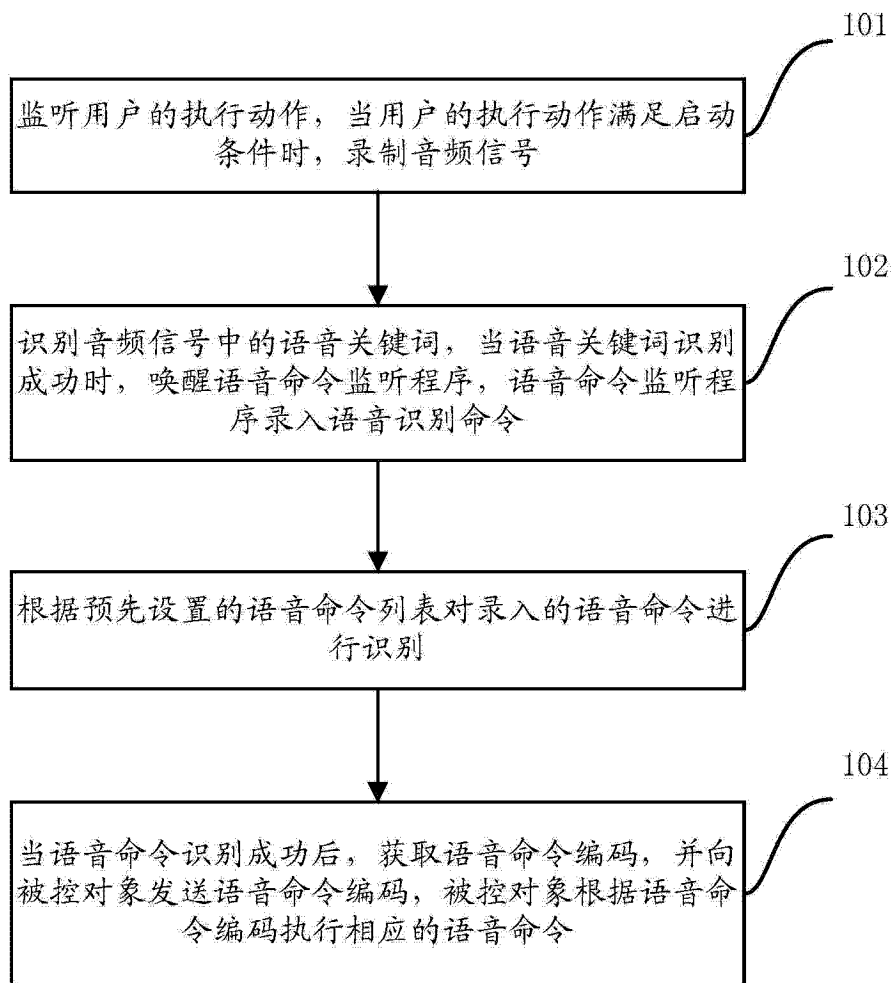 101
监听用户的执行动作，当用户的执行动作满足启动
条件时，录制音频信号
102
识别音频信号中的语音关键词，当语音关键词识别
成功时，唤醒语音命令监听程序，语音命令监听程
序录入语音识别命令
103
根据预先设置的语音命令列表对录入的语音命令进
行识别
104
当语音命令识别成功后，获取语音命令编码，并向
被控对象发送语音命令编码，被控对象根据语音命
令编码执行相应的语音命令